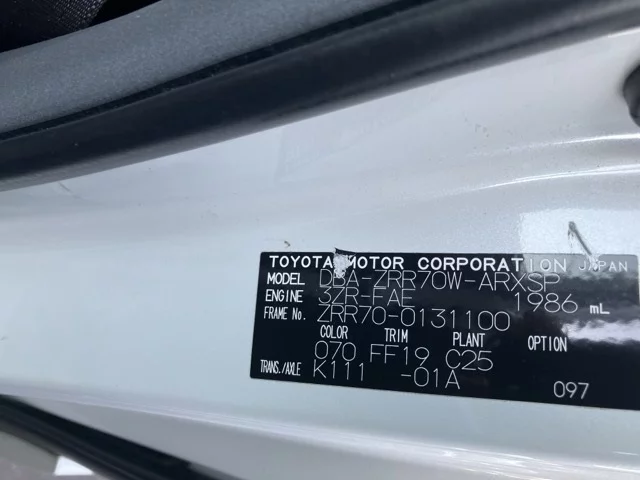 TOYOTA MOTOR CORPORATION JAPAN
MODEL DBA-ZRR70W-ARXSP
ENGINE 3ZR-FAE 1986 mL
FRAME No. ZRR70-0131100
COLOR TRIM PLANT OPTION
070 FF19 C25
TRANS./AXLE K111 -01A
097